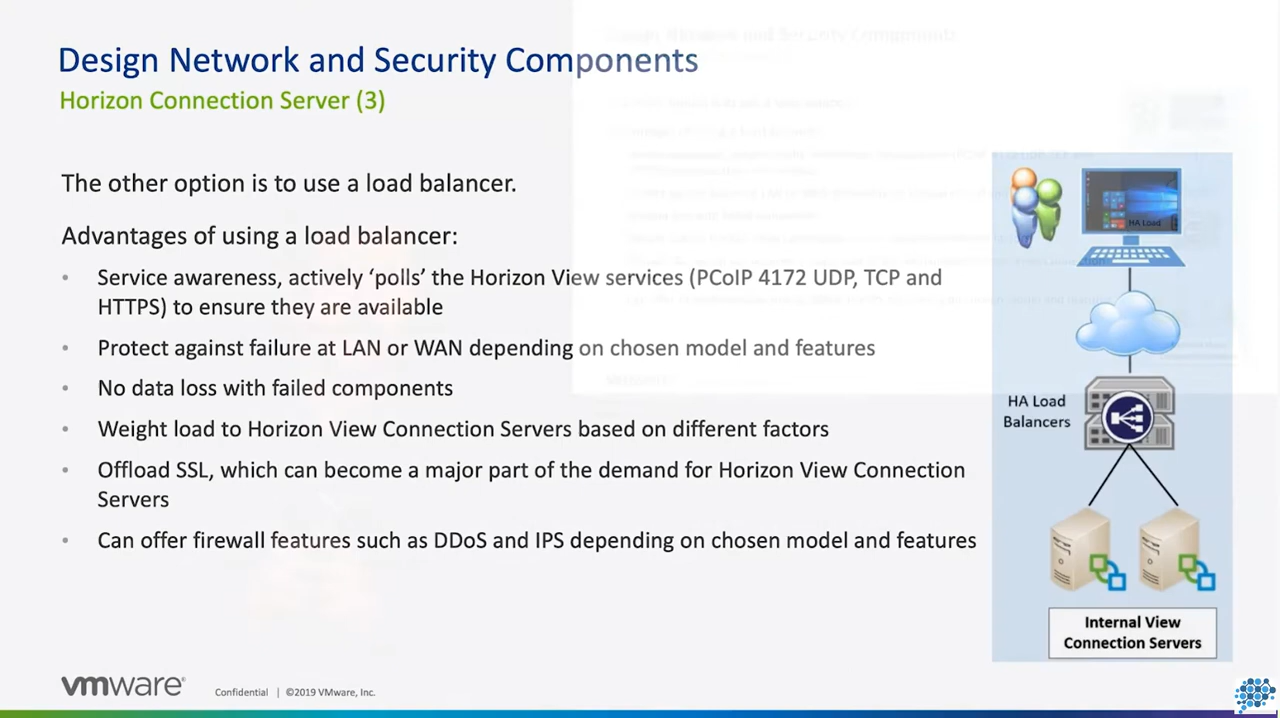 Design Network and Security Components
Horizon Connection Server (3)
The other option is to use a load balancer.
Advantages of using a load balancer:
• Service awareness, actively ‘polls’ the Horizon View services (PCoIP 4172 UDP, TCP and
HTTPS) to ensure they are available
• Protect against failure at LAN or WAN depending on chosen model and features
• No data loss with failed components
• Weight load to Horizon View Connection Servers based on different factors
• Offload SSL, which can become a major part of the demand for Horizon View Connection
Servers
• Can offer firewall features such as DDoS and IPS depending on chosen model and features
HA Load
HA Load
Balancers
Internal View
Connection Servers
vmware®
Confidential | ©2019 VMware, Inc.